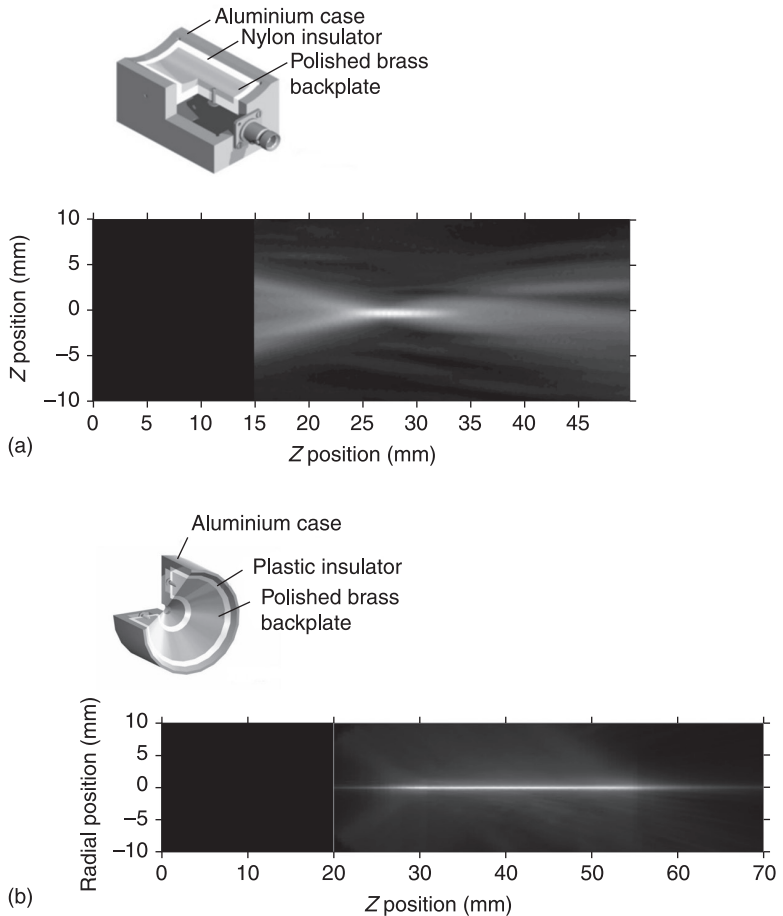 Aluminium case
Nylon insulator
Polished brass
backplate
10
5
0
−5
−10
Z position (mm)
0 5 10 15 20 25 30 35 40 45
Z position (mm)
(a)
Aluminium case
Plastic insulator
Polished brass
backplate
10
5
0
−5
−10
Radial position (mm)
0 10 20 30 40 50 60 70
Z position (mm)
(b)